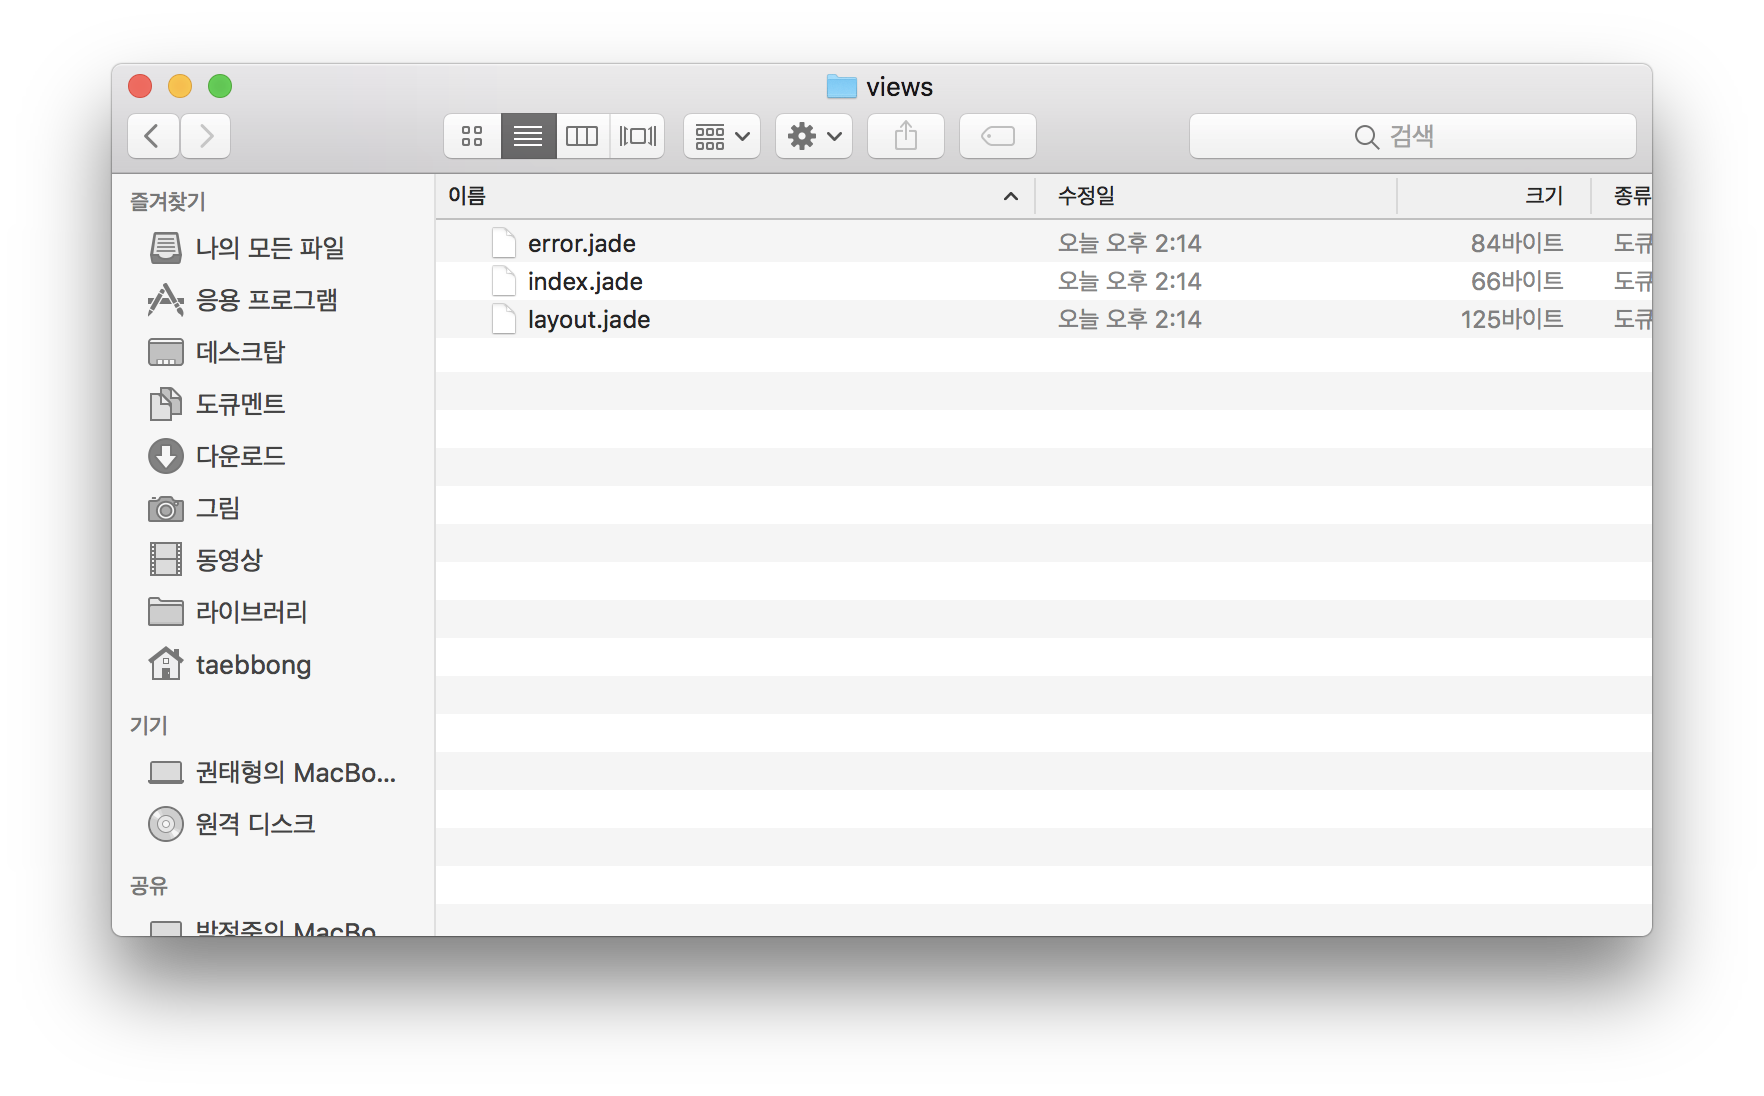 views
검색
즐겨찾기
나의 모든 파일
응용 프로그램
데스크탑
도큐멘트
다운로드
그림
동영상
라이브러리
taebbong
기기
권태형의 MacBo...
원격 디스크
공유
MacBo
이름 수정일 크기 종류
error.jade 오늘 오후 2:14 84바이트 도큐
index.jade 오늘 오후 2:14 66바이트 도큐
layout.jade 오늘 오후 2:14 125바이트 도큐